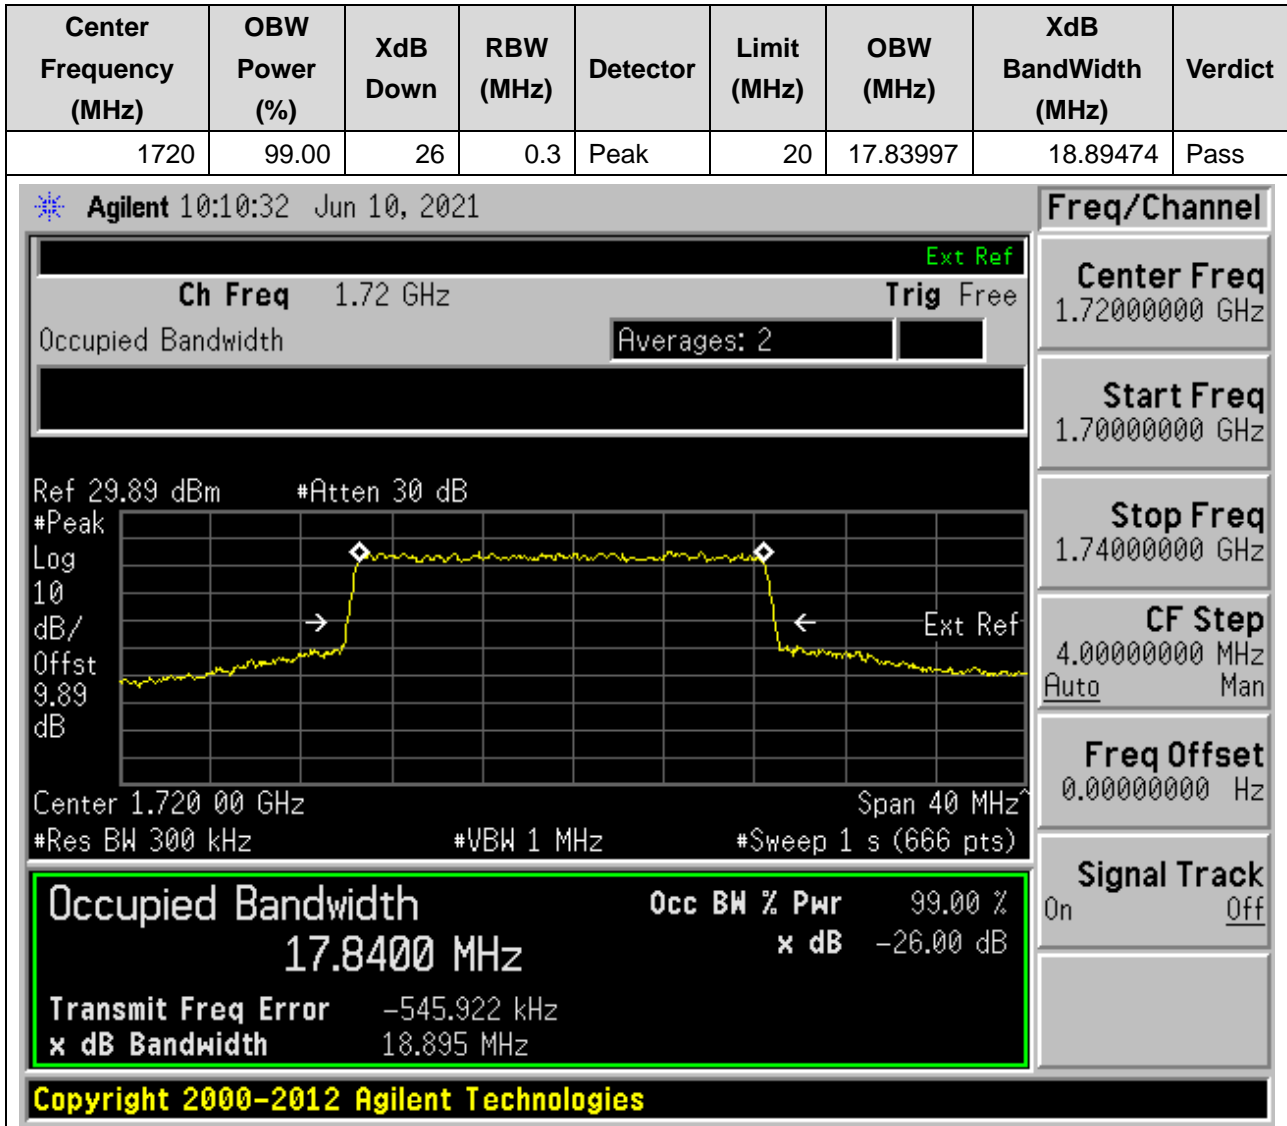 Center Frequency (MHz) OBW Power (%) XdB Down RBW (MHz) Detector Limit (MHz) OBW (MHz) XdB BandWidth (MHz) Verdict
1720 99.00 26 0.3 Peak 20 17.83997 18.89474 Pass
Agilent 10:10:32 Jun 10, 2021
Freq/Channel
Ext Ref
Ch Freq 1.72 GHz Trig Free
Occupied Bandwidth Averages: 2
Center Freq
1.72000000 GHz
Start Freq
1.70000000 GHz
Stop Freq
1.74000000 GHz
CF Step
4.00000000 MHz
Auto Man
Freq Offset
0.00000000 Hz
Signal Track
On Off
Ref 29.89 dBm #Atten 30 dB
#Peak
Log
10
dB/
Offst
9.89
dB
Ext Ref
Center 1.720 00 GHz Span 40 MHz^
#Res BW 300 kHz #VBW 1 MHz #Sweep 1 s (666 pts)
Occupied Bandwidth Occ BW % Pwr 99.00 %
17.8400 MHz x dB -26.00 dB
Transmit Freq Error -545.922 kHz
x dB Bandwidth 18.895 MHz
Copyright 2000-2012 Agilent Technologies